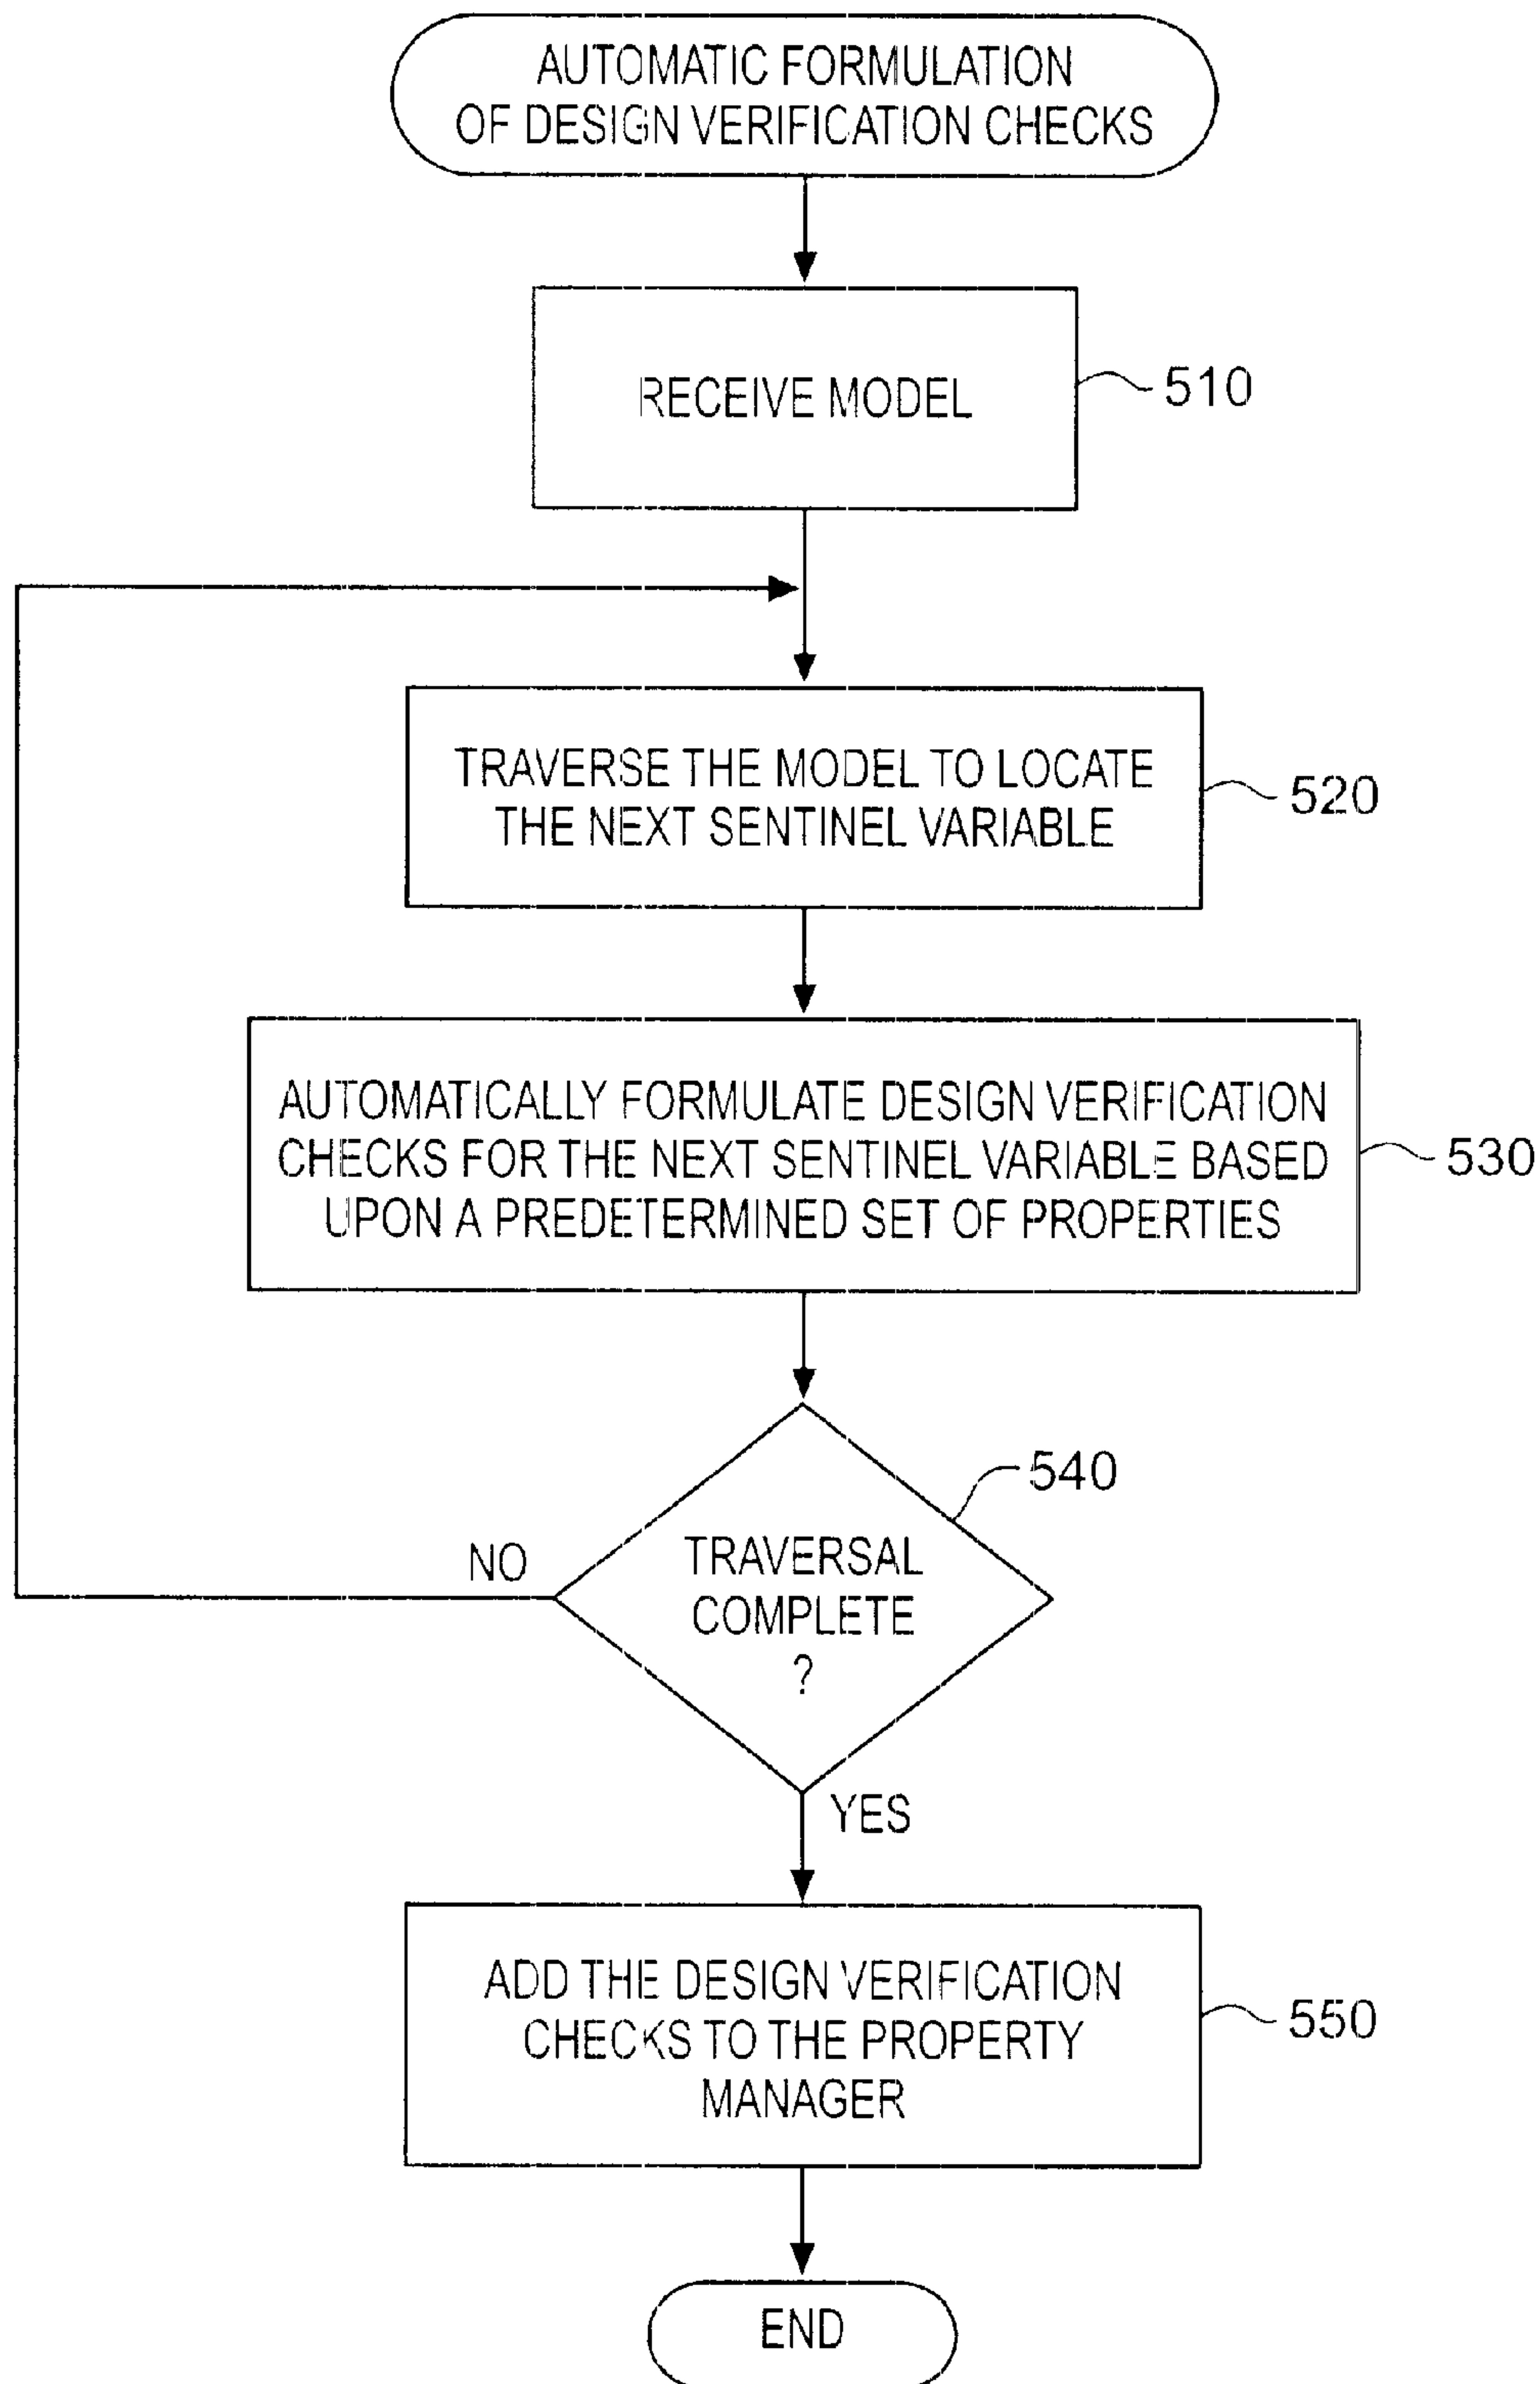 AUTOMATIC FORMULATION
OF DESIGN VERIFICATION CHECKS
RECEIVE MODEL
510
TRAVERSE THE MODEL TO LOCATE
THE NEXT SENTINEL VARIABLE
520
AUTOMATICALLY FORMULATE DESIGN VERIFICATION
CHECKS FOR THE NEXT SENTINEL VARIABLE BASED
UPON A PREDETERMINED SET OF PROPERTIES
530
540
NO
TRAVERSAL
COMPLETE
?
YES
ADD THE DESIGN VERIFICATION
CHECKS TO THE PROPERTY
MANAGER
550
END